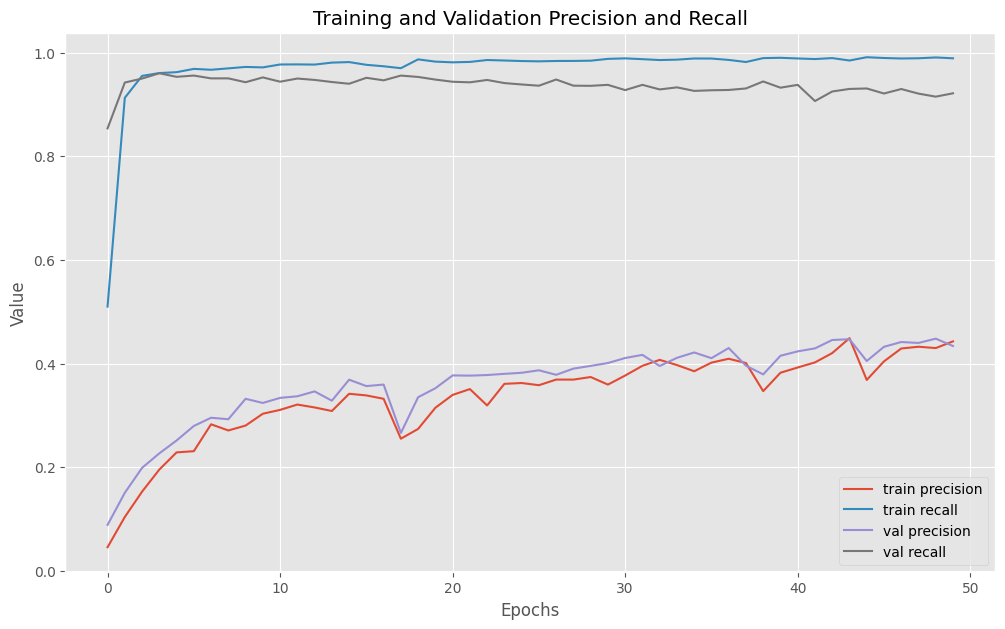 Training and Validation Precision and Recall
1.0
0.8
0.6
0.4
0.2
0.0
Value
0
10
20
30
40
50
Epochs
train precision
train recall
val precision
val recall